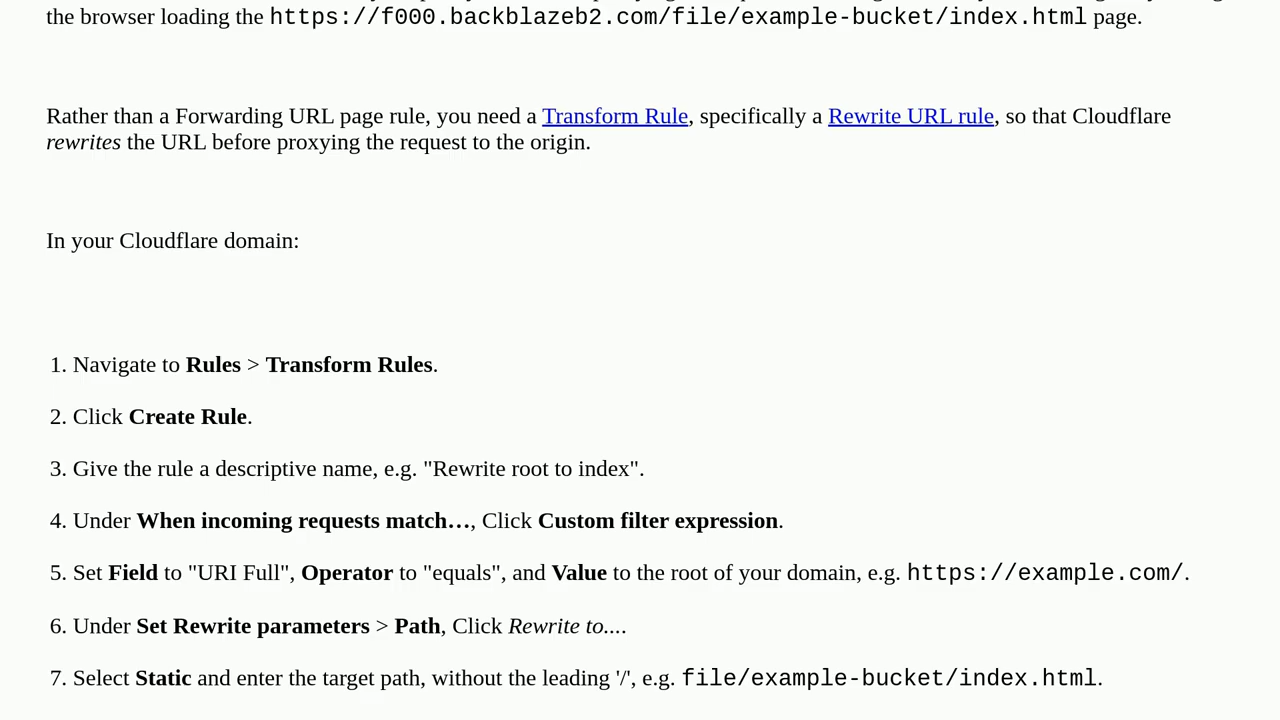 the browser loading the https://f000.backblazeb2.com/file/example-bucket/index.html page.
Rather than a Forwarding URL page rule, you need a Transform Rule, specifically a Rewrite URL rule, so that Cloudflare
rewrites the URL before proxying the request to the origin.
In your Cloudflare domain:
1. Navigate to Rules > Transform Rules.
2. Click Create Rule.
3. Give the rule a descriptive name, e.g. "Rewrite root to index".
4. Under When incoming requests match…, Click Custom filter expression.
5. Set Field to "URI Full", Operator to "equals", and Value to the root of your domain, e.g. https://example.com/.
6. Under Set Rewrite parameters > Path, Click Rewrite to....
7. Select Static and enter the target path, without the leading '/', e.g. file/example-bucket/index.html.